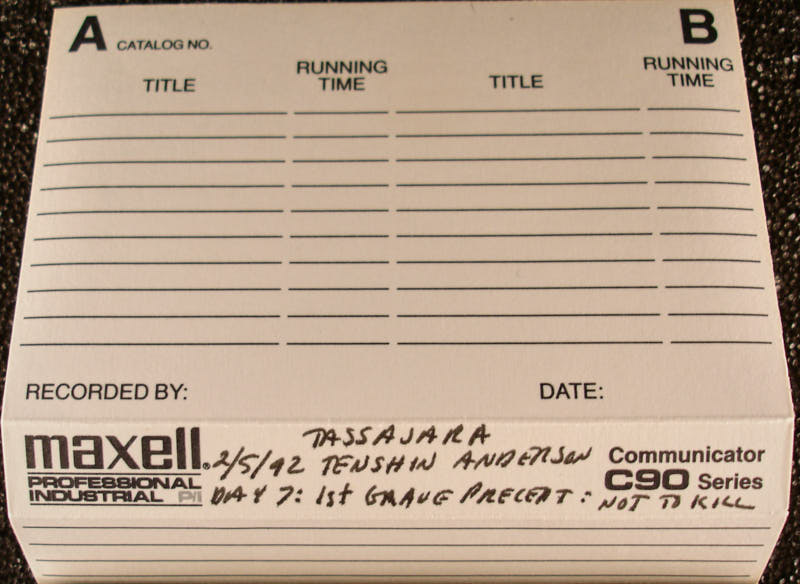 A CATALOG NO. B
TITLE RUNNING TIME TITLE RUNNING TIME
RECORDED BY: DATE:
TASSAJARA
maxell. 2/5/92 TENSHIN ANDERSON Communicator
PROFESSIONAL INDUSTRIAL P/I DAY 7: 1st GRAVE PRECEPT: C90 Series
NOT TO KILL